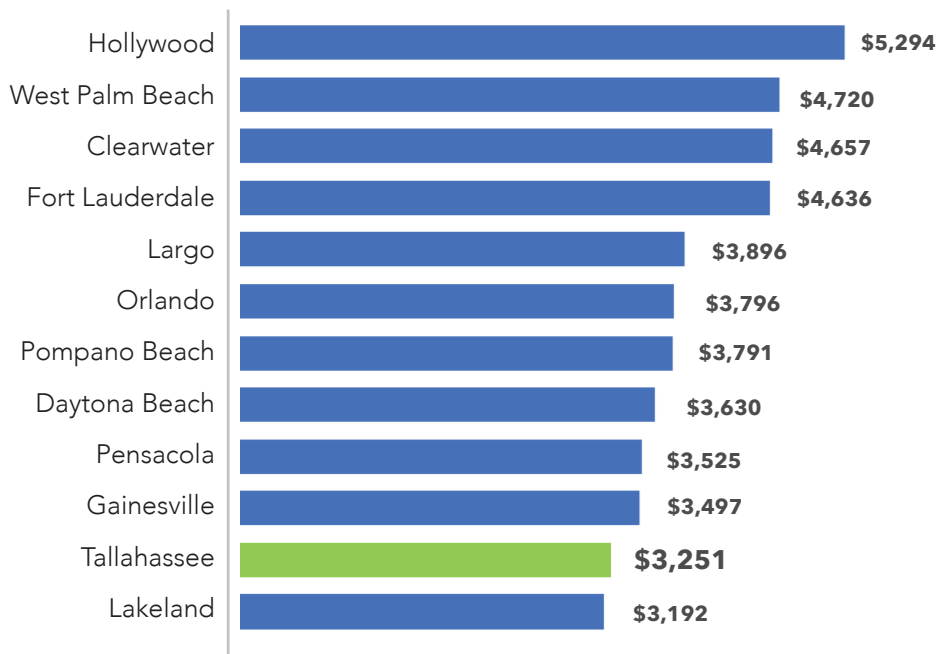 Hollywood $5,294
West Palm Beach $4,720
Clearwater $4,657
Fort Lauderdale $4,636
Largo $3,896
Orlando $3,796
Pompano Beach $3,791
Daytona Beach $3,630
Pensacola $3,525
Gainesville $3,497
Tallahassee $3,251
Lakeland $3,192